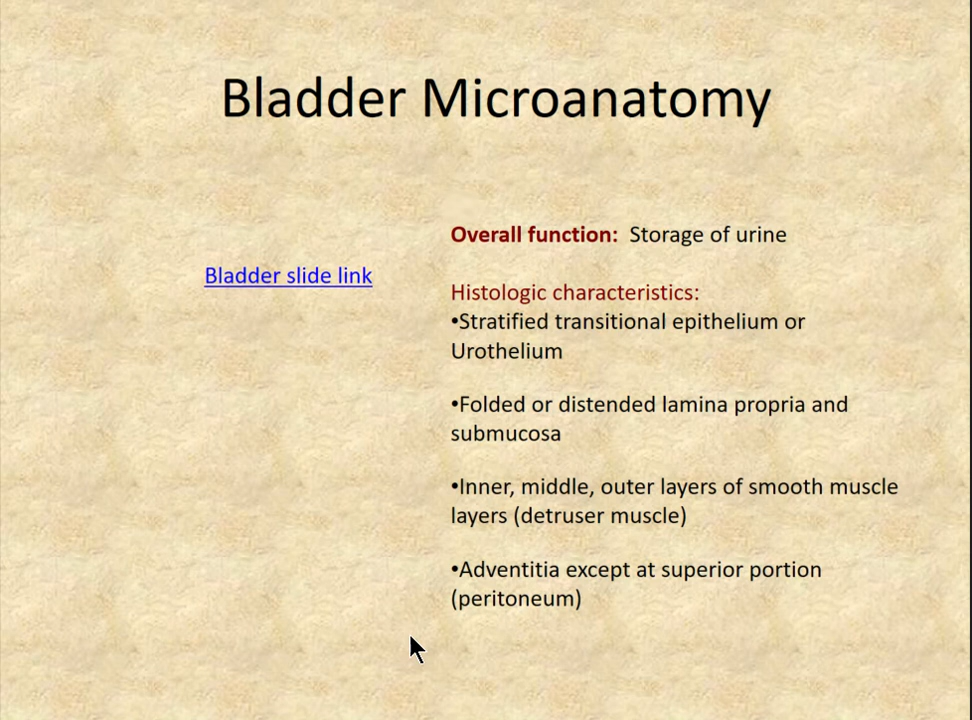 Bladder Microanatomy
Bladder slide link
Overall function: Storage of urine
Histologic characteristics:
•Stratified transitional epithelium or
Urothelium
•Folded or distended lamina propria and
submucosa
•Inner, middle, outer layers of smooth muscle
layers (detruser muscle)
•Adventitia except at superior portion
(peritoneum)